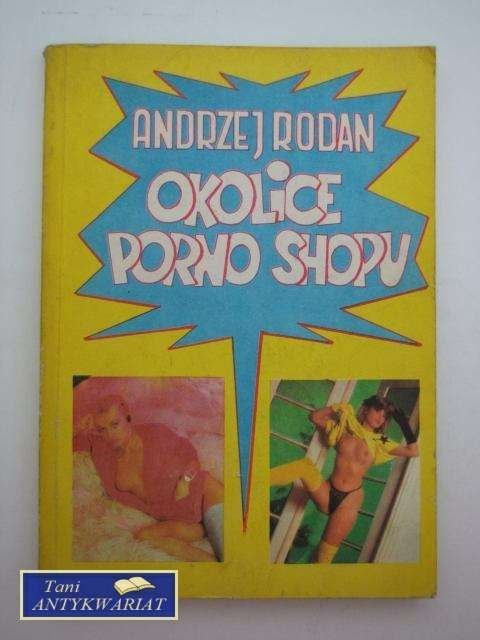 ANDRZEJ RODAN
OKOLICE
PORNO SHOPU
Tani
ANTYKWARIAT